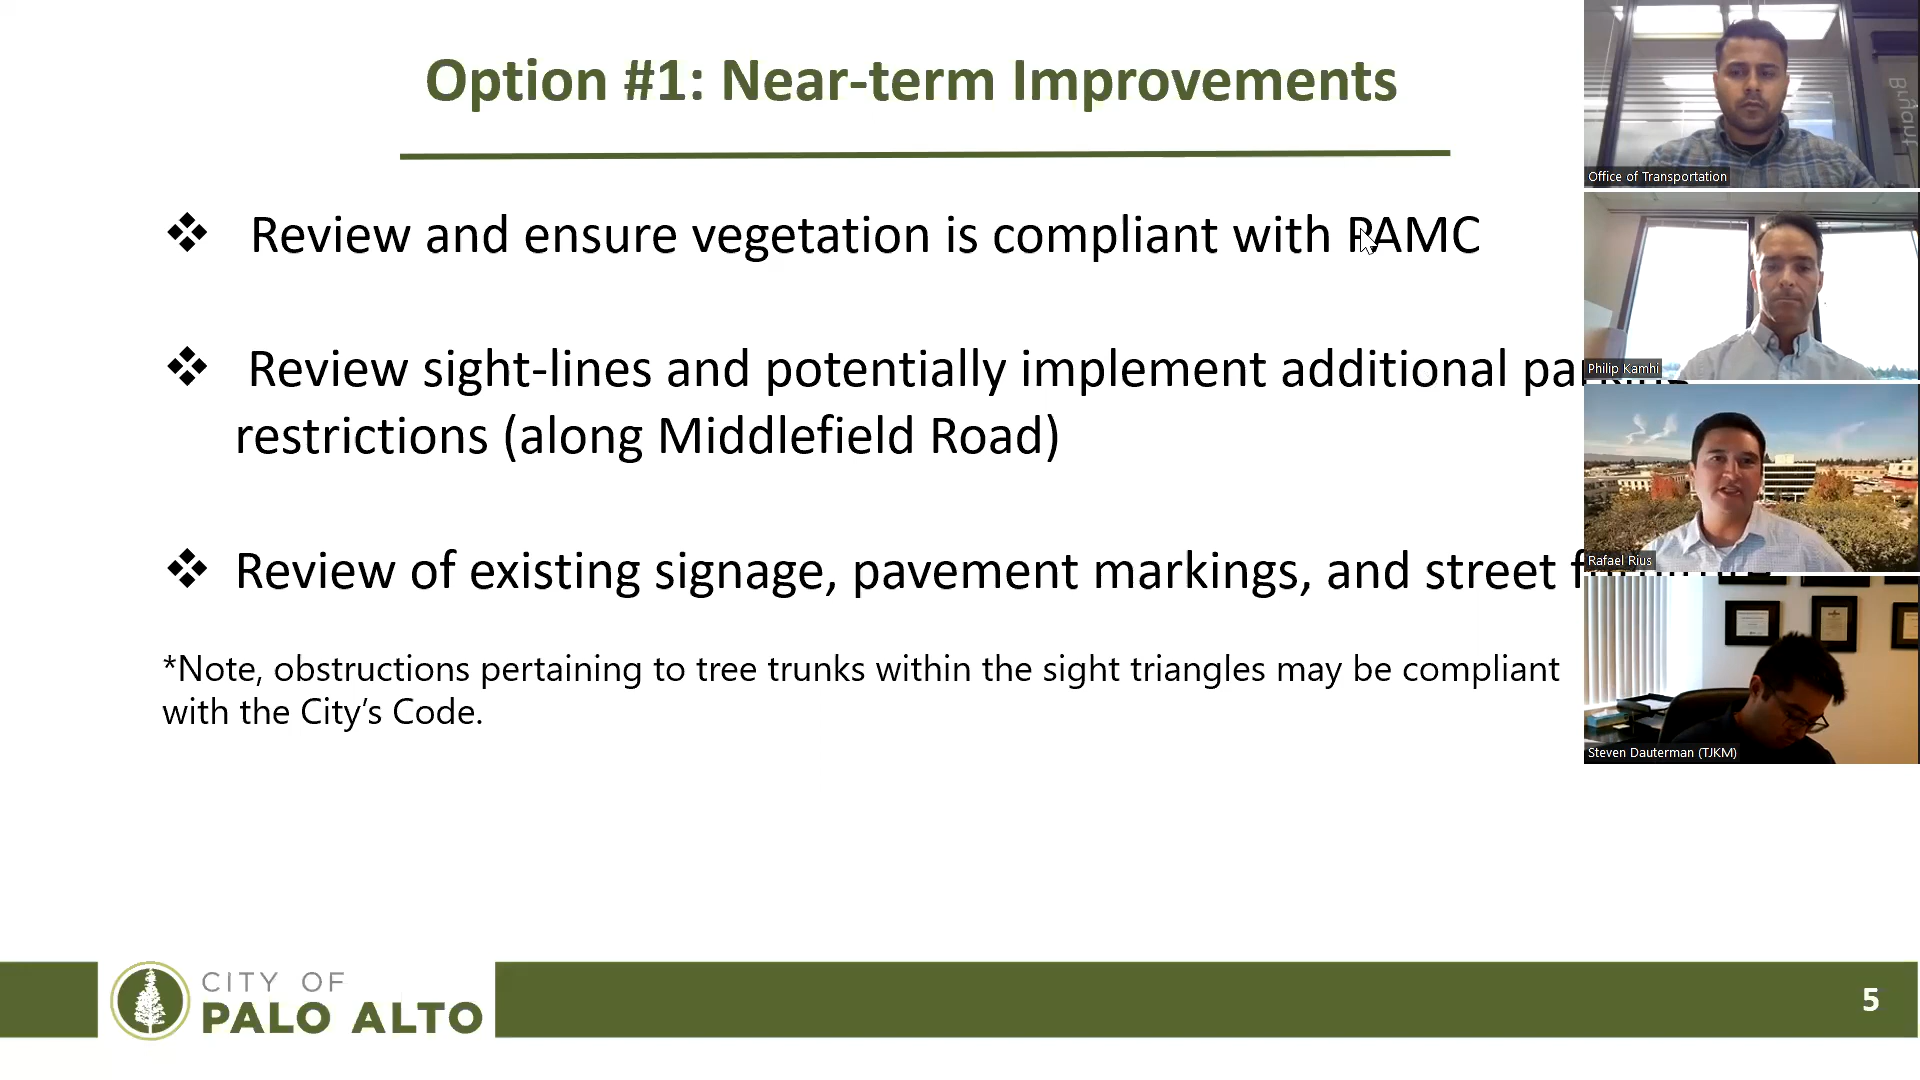 Option #1: Near-term Improvements
❖ Review and ensure vegetation is compliant with PAMC
❖ Review sight-lines and potentially implement additional
restrictions (along Middlefield Road)
❖ Review of existing signage, pavement markings, and street
*Note, obstructions pertaining to tree trunks within the sight triangles may be compliant
with the City’s Code.
CITY OF
PALO ALTO
5
Office of Transportation
Philip Kamhi
Rafael Rius
Steven Dauterman (TJKM)